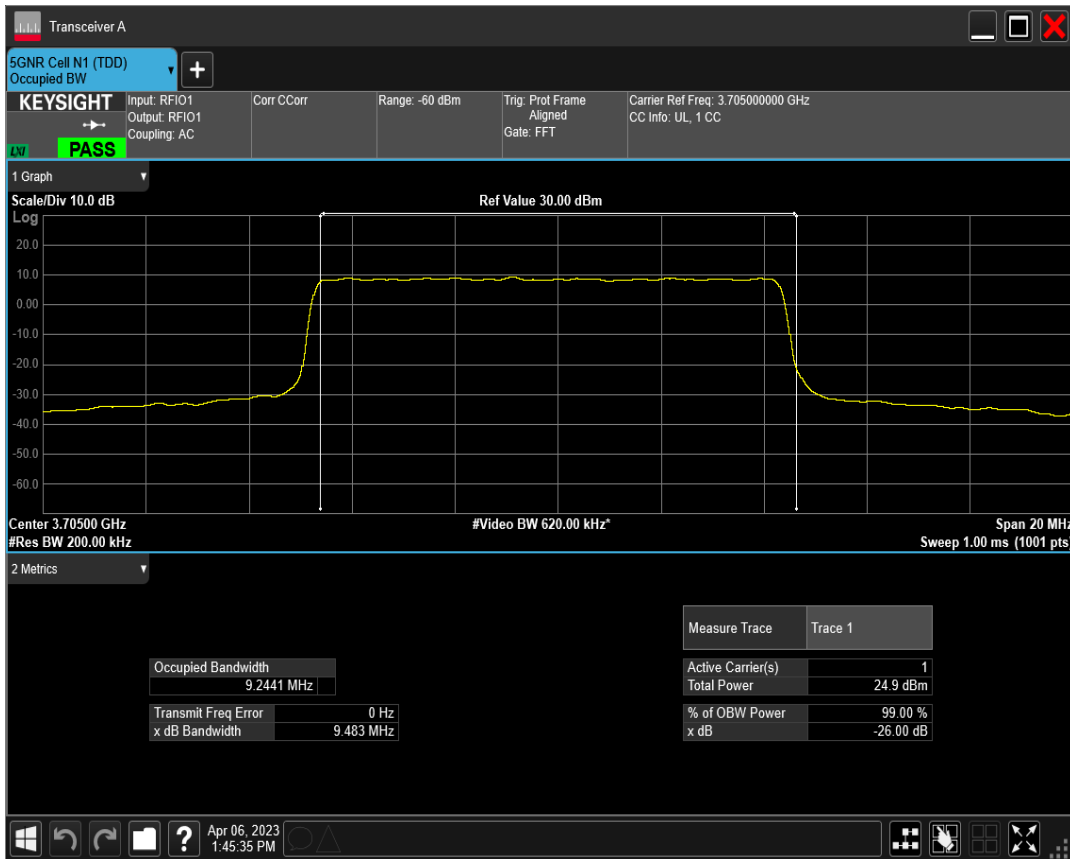 Transceiver A
5GNR Cell N1 (TDD)
Occupied BW
+
KEYSIGHT
LXI
PASS
Input: RFIO1
Output: RFIO1
Coupling: AC
Corr CCorr
Range: -60 dBm
Trig: Prot Frame
Aligned
Gate: FFT
Carrier Ref Freq: 3.705000000 GHz
CC Info: UL, 1 CC
1 Graph
Scale/Div 10.0 dB
Ref Value 30.00 dBm
Log
20.0
10.0
0.00
-10.0
-20.0
-30.0
-40.0
-50.0
-60.0
Center 3.70500 GHz
#Video BW 620.00 kHz*
Span 20 MHz
#Res BW 200.00 kHz
Sweep 1.00 ms (1001 pts)
2 Metrics
Measure Trace Trace 1
Occupied Bandwidth
9.2441 MHz
Active Carrier(s) 1
Total Power 24.9 dBm
Transmit Freq Error 0 Hz
x dB Bandwidth 9.483 MHz
% of OBW Power 99.00 %
x dB -26.00 dB
?
Apr 06, 2023
1:45:35 PM